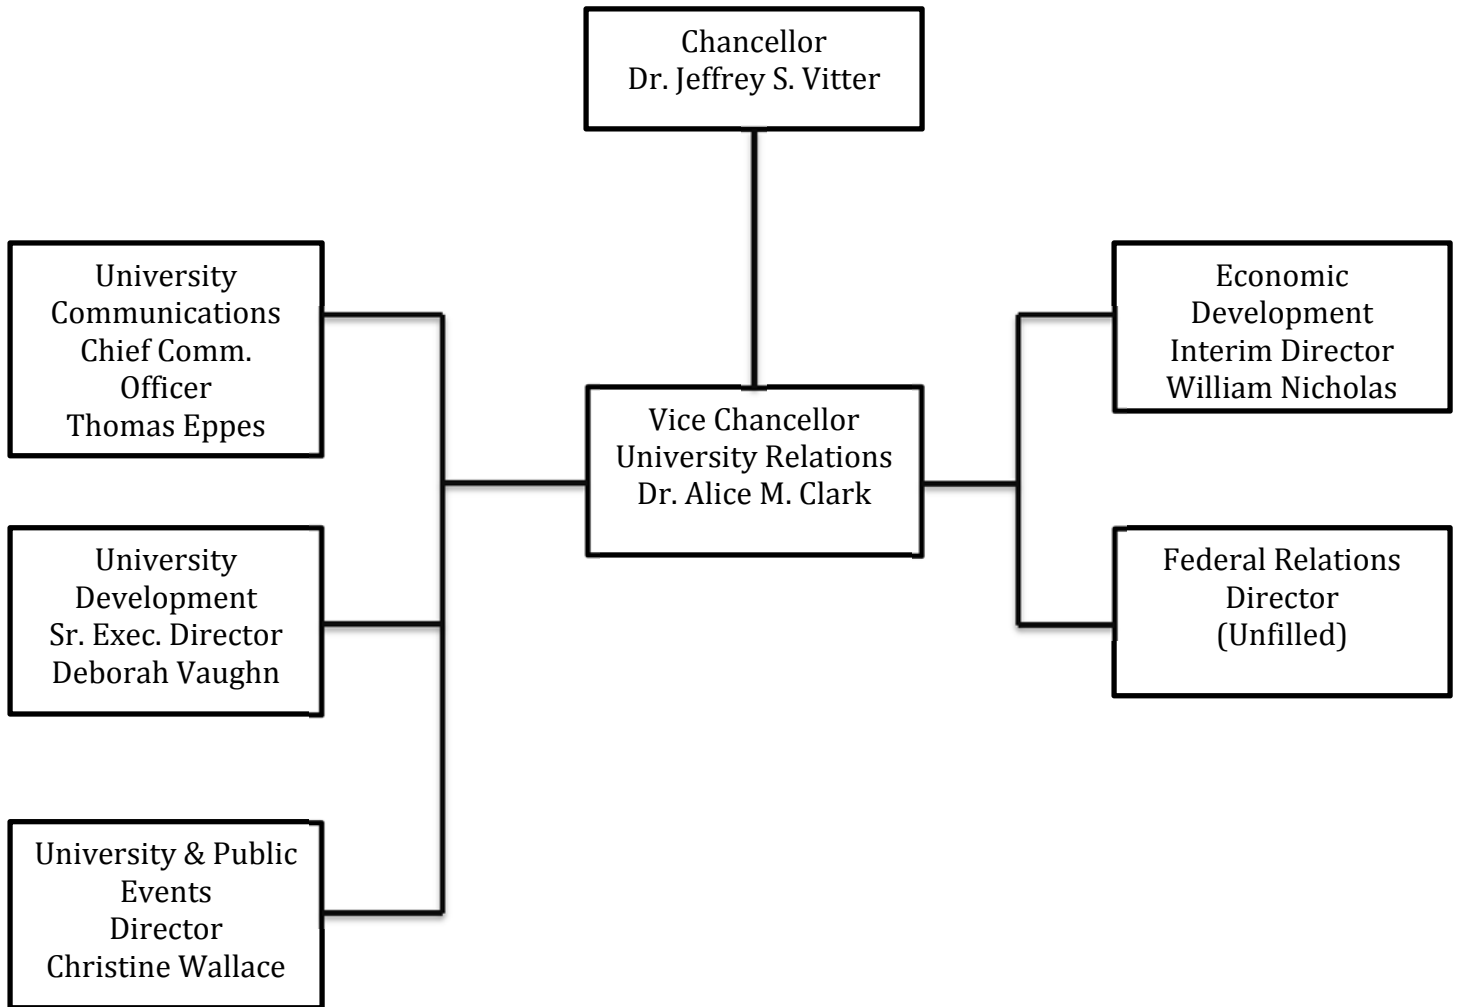 Chancellor
Dr. Jeffrey S. Vitter
University
Communications
Chief Comm.
Officer
Thomas Eppes
Economic
Development
Interim Director
William Nicholas
Vice Chancellor
University Relations
Dr. Alice M. Clark
University
Development
Sr. Exec. Director
Deborah Vaughn
Federal Relations
Director
(Unfilled)
University & Public
Events
Director
Christine Wallace